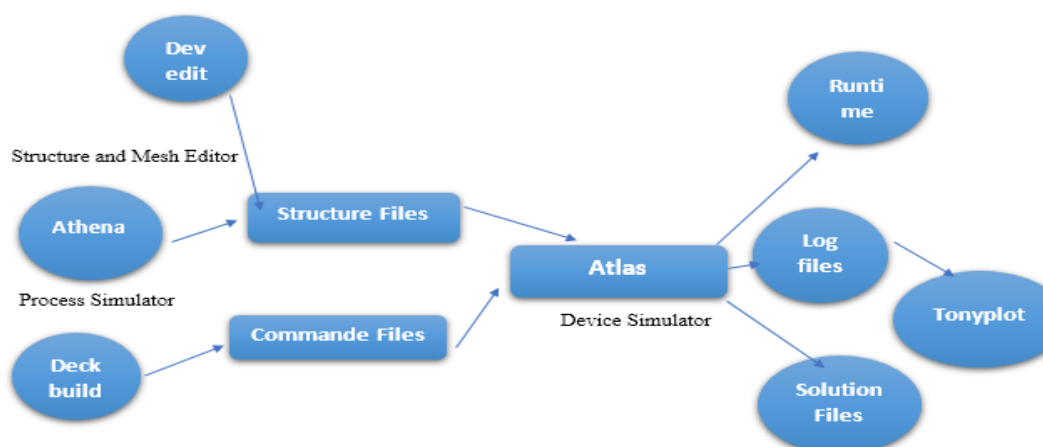 Dev
edit
Runti
me
Structure and Mesh Editor
Athena
Structure Files
Log
files
Atlas
Process Simulator
Device Simulator
Tonyplot
Commande Files
Deck
build
Solution
Files